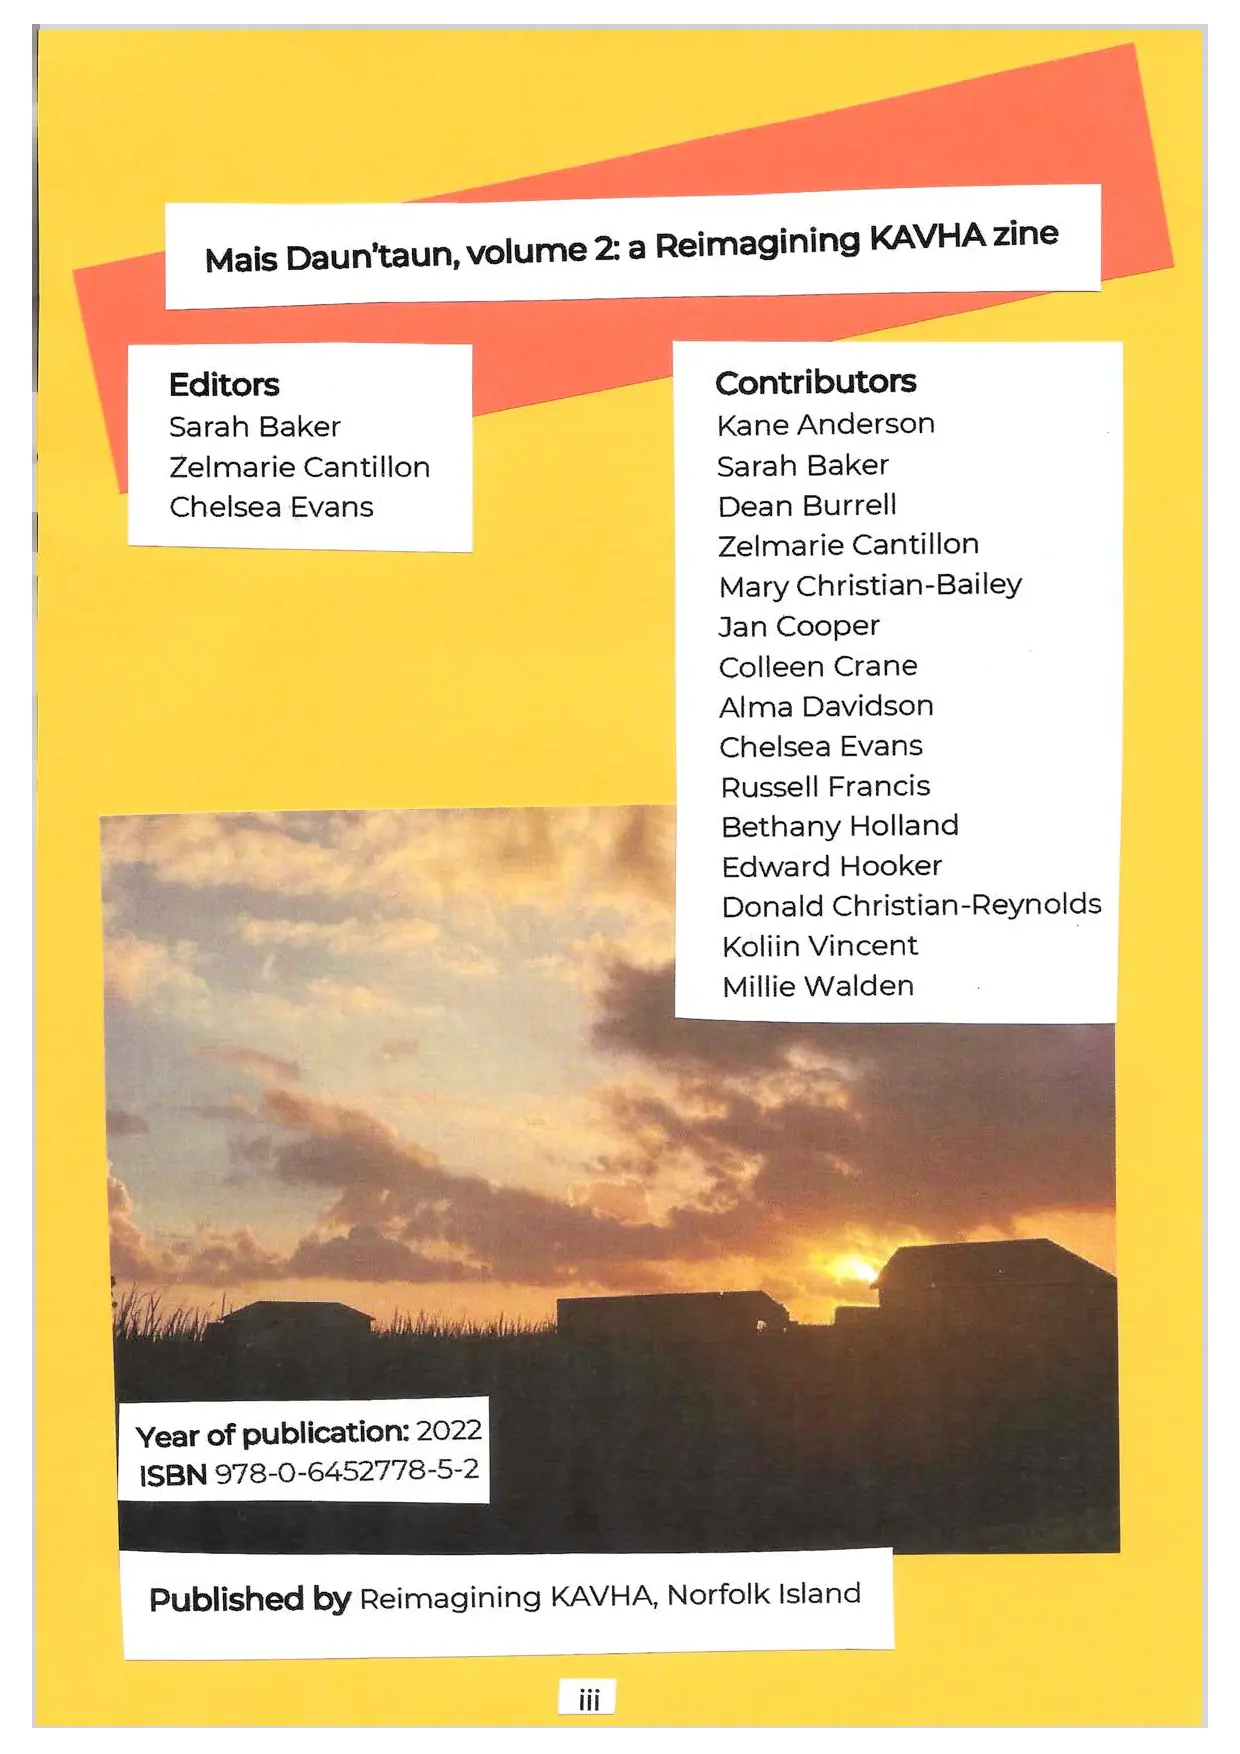 Mais Daun'taun, volume 2: a Reimagining KAVHA zine
Editors
Sarah Baker
Zelmarie Cantillon
Chelsea Evans
Contributors
Kane Anderson
Sarah Baker
Dean Burrell
Zelmarie Cantillon
Mary Christian-Bailey
Jan Cooper
Colleen Crane
Alma Davidson
Chelsea Evans
Russell Francis
Bethany Holland
Edward Hooker
Donald Christian-Reynolds
Koliin Vincent
Millie Walden
Year of publication: 2022
ISBN 978-0-6452778-5-2
Published by Reimagining KAVHA, Norfolk Island
iii